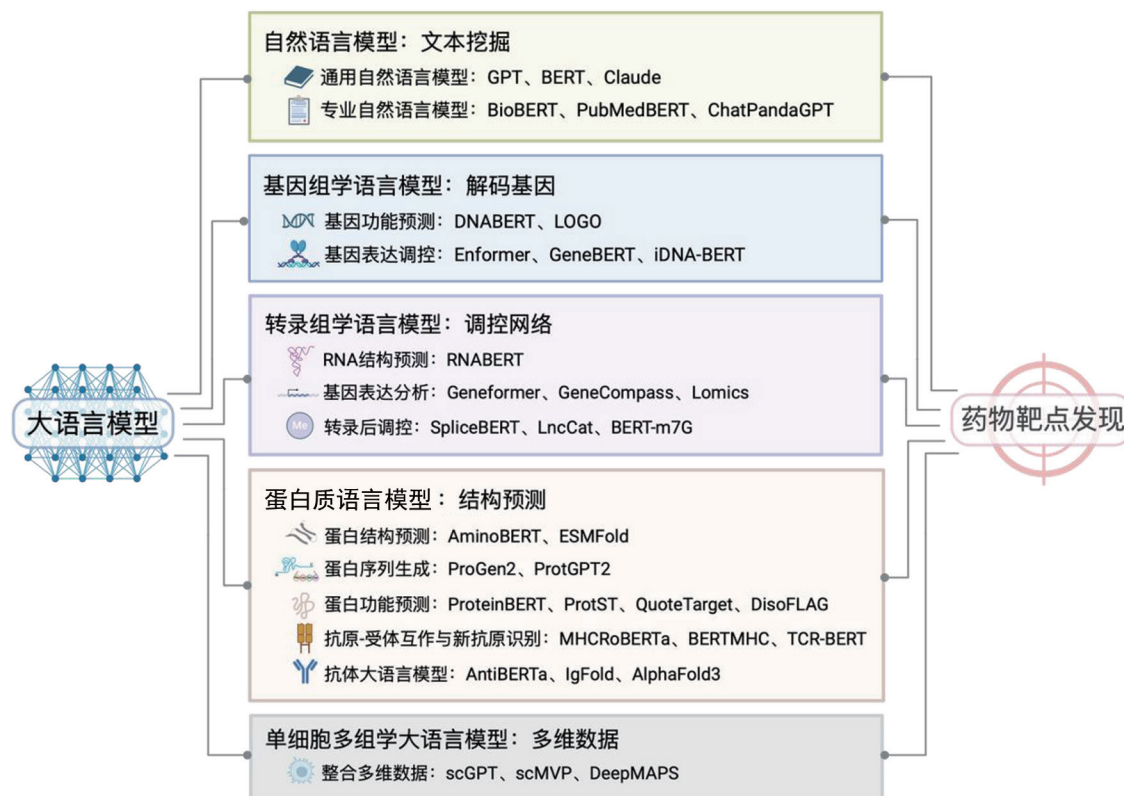 自然语言模型：文本挖掘
通用自然语言模型：GPT、BERT、Claude
专业自然语言模型：BioBERT、PubMedBERT、ChatPandaGPT
基因组学语言模型：解码基因
基因功能预测：DNABERT、LOGO
基因表达调控：Enformer、GeneBERT、iDNA-BERT
转录组学语言模型：调控网络
RNA结构预测：RNABERT
基因表达分析：Geneformer、GeneCompass、Lomics
Me
转录后调控：SpliceBERT、LncCat、BERT-m7G
大语言模型
药物靶点发现
蛋白质语言模型：结构预测
蛋白结构预测：AminoBERT、ESMFold
蛋白序列生成：ProGen2、ProtGPT2
蛋白功能预测：ProteinBERT、ProtST、QuoteTarget、DisoFLAG
抗原-受体互作与新抗原识别：MHCRoBERTa、BERTMHC、TCR-BERT
抗体大语言模型：AntiBERTa、IgFold、AlphaFold3
单细胞多组学大语言模型：多维数据
整合多维数据：scGPT、scMVP、DeepMAPS